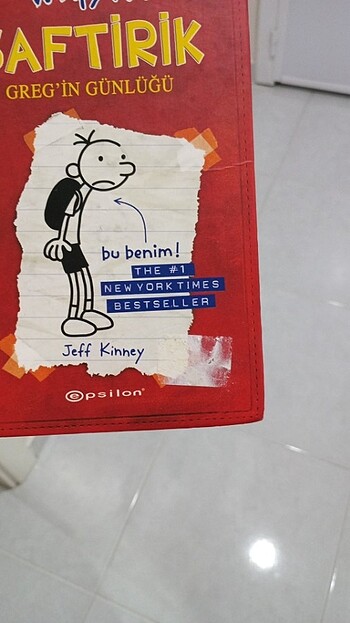 SAFTİRİK
GREG'İN GÜNLÜĞÜ
bu benim!
THE #1
NEW YORK TIMES
BESTSELLER
Jeff Kinney
epsilon®